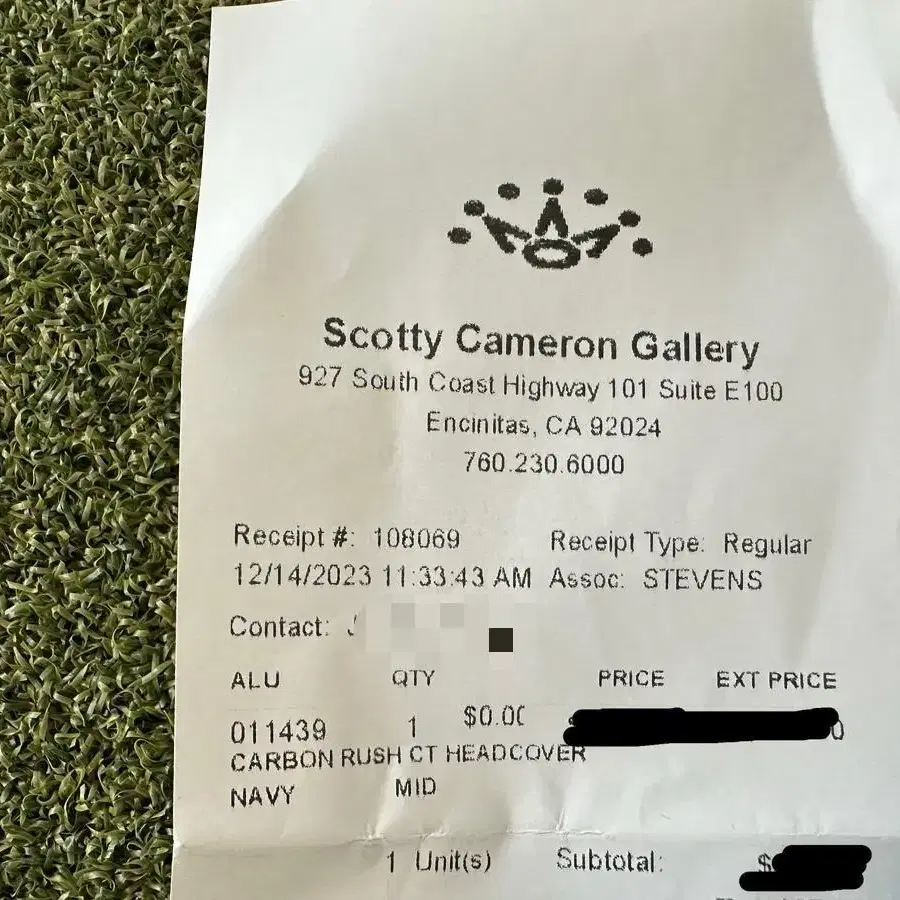 Scotty Cameron Gallery
927 South Coast Highway 101 Suite E100
Encinitas, CA 92024
760.230.6000
Receipt #: 108069 Receipt Type: Regular
12/14/2023 11:33:43 AM Assoc: STEVENS
Contact:
ALU QTY PRICE EXT PRICE
011439 1 $0.00
CARBON RUSH CT HEADCOVER
NAVY MID
1 Unit(s) Subtotal: $